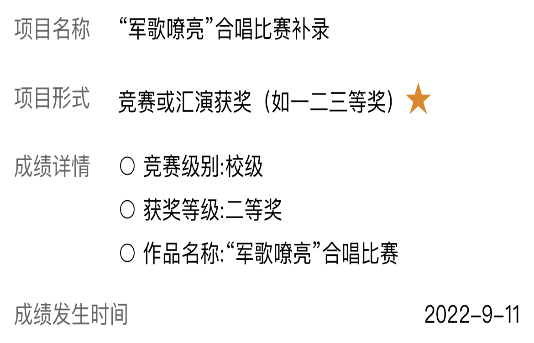 项目名称 “军歌嘹亮”合唱比赛补录
项目形式 竞赛或汇演获奖（如一二三等奖）
成绩详情 竞赛级别:校级
获奖等级:二等奖
作品名称:“军歌嘹亮”合唱比赛
成绩发生时间 2022-9-11